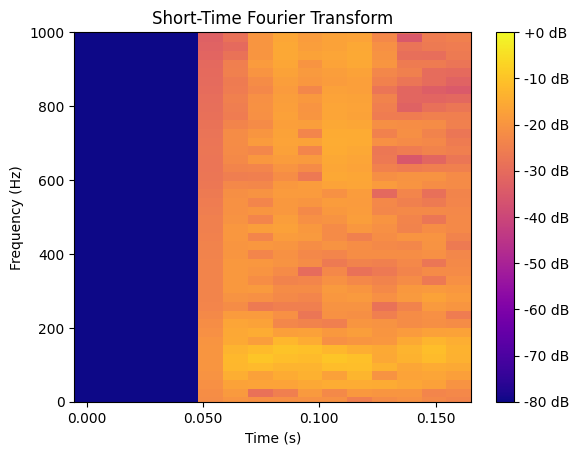 Short-Time Fourier Transform
1000
800
600
400
200
0
Frequency (Hz)
0.000
0.050
0.100
0.150
Time (s)
+0 dB
-10 dB
-20 dB
-30 dB
-40 dB
-50 dB
-60 dB
-70 dB
-80 dB